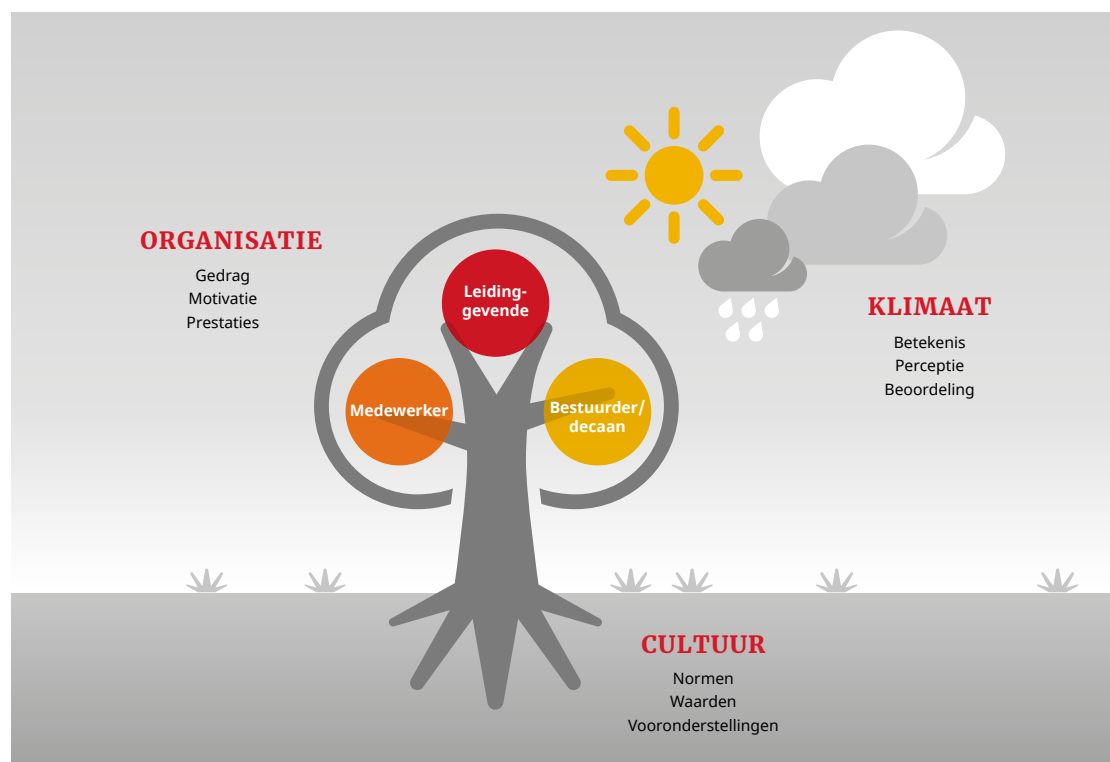 ORGANISATIE
Gedrag
Motivatie
Prestaties
Leiding-
gevende
Medewerker
Bestuurder/
decaan
KLIMAAT
Betekenis
Perceptie
Beoordeling
CULTUUR
Normen
Waarden
Vooronderstellingen